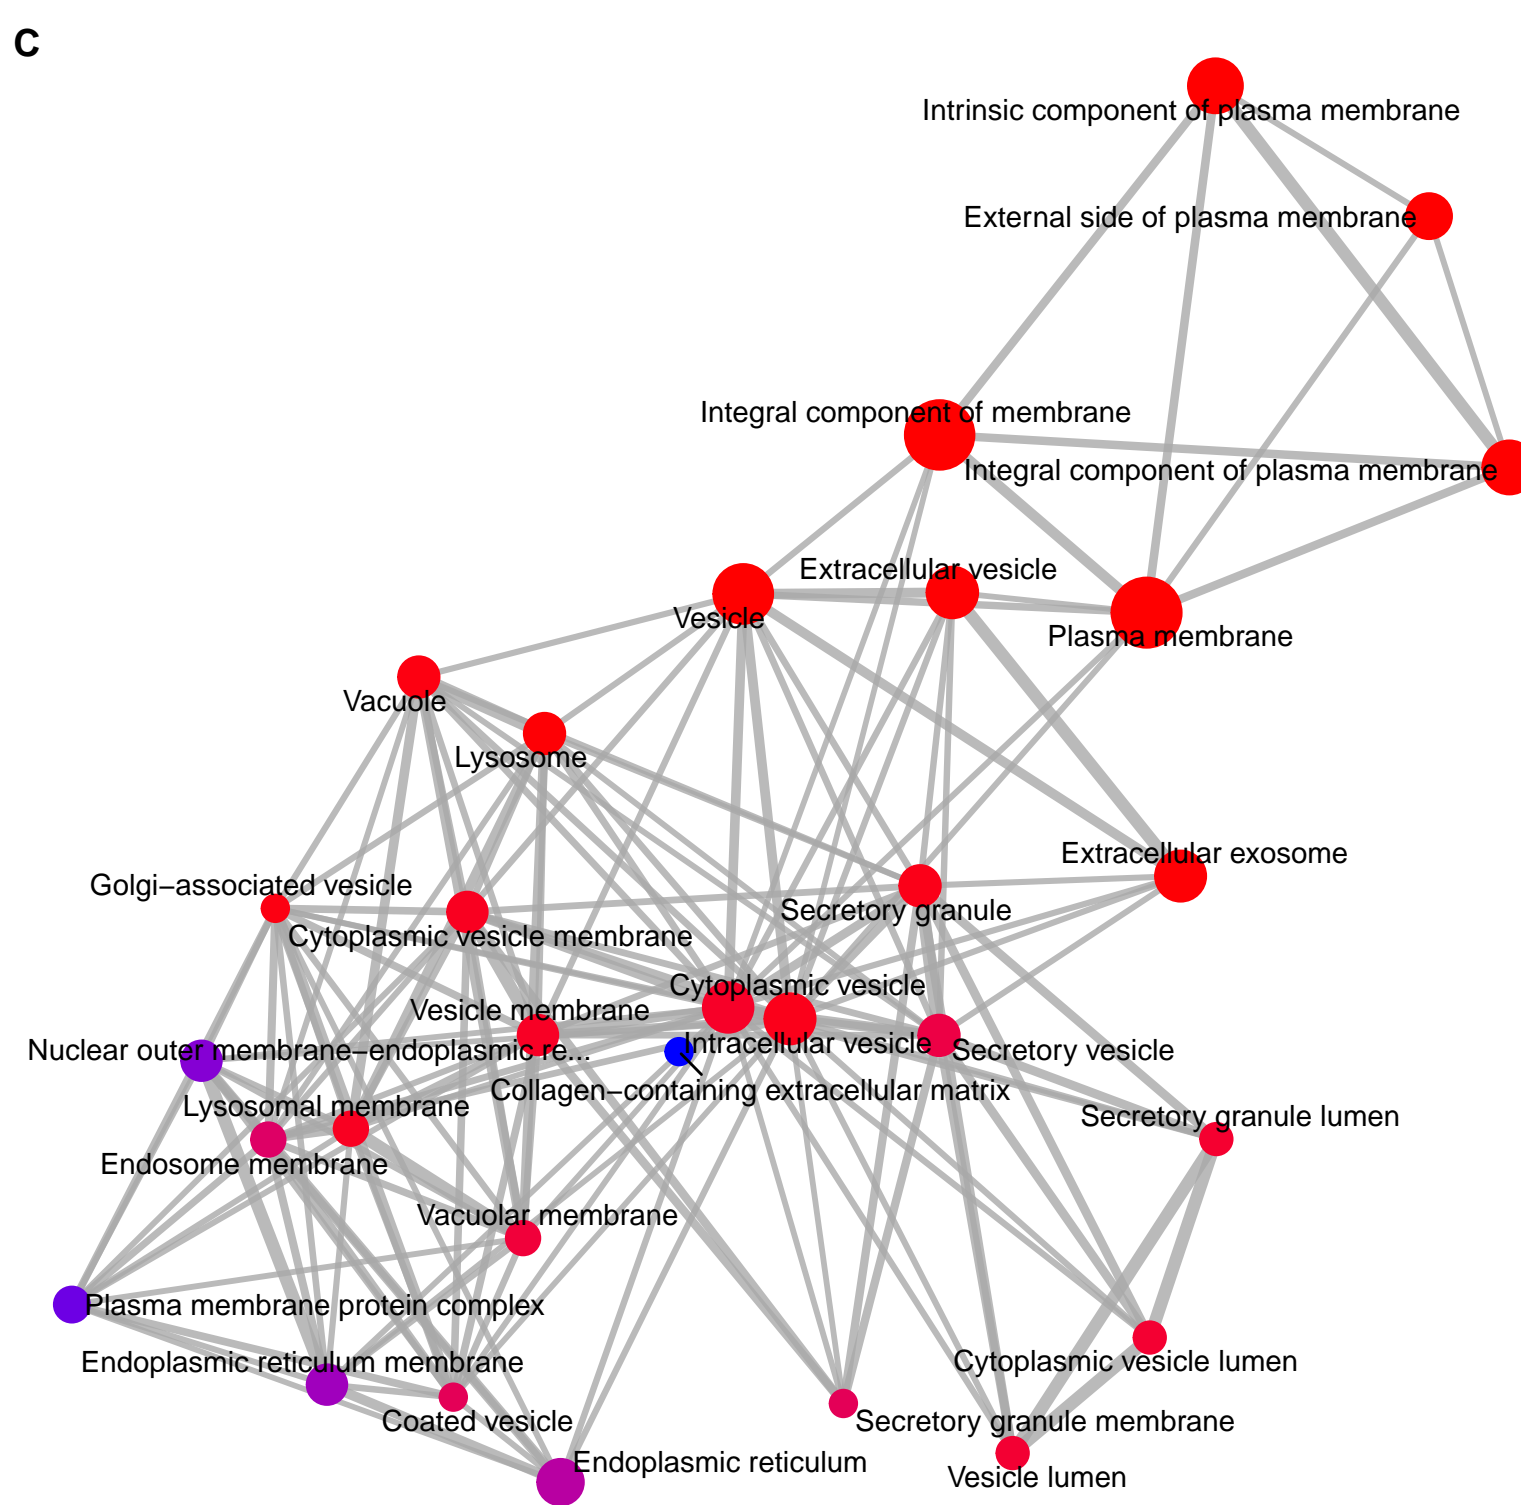 C
Intrinsic component of plasma membrane
External side of plasma membrane
Integral component of membrane
Integral component of plasma membrane
Extracellular vesicle
Vesicle
Plasma membrane
Vacuole
Lysosome
Extracellular exosome
Golgi−associated vesicle
Secretory granule
Cytoplasmic vesicle membrane
Cytoplasmic vesicle
Vesicle membrane
Intracellular vesicle
Nuclear outer membrane−endoplasmic re...
Secretory vesicle
Collagen−containing extracellular matrix
Lysosomal membrane
Secretory granule lumen
Endosome membrane
Vacuolar membrane
Plasma membrane protein complex
Endoplasmic reticulum membrane
Cytoplasmic vesicle lumen
Coated vesicle
Secretory granule membrane
Endoplasmic reticulum
Vesicle lumen